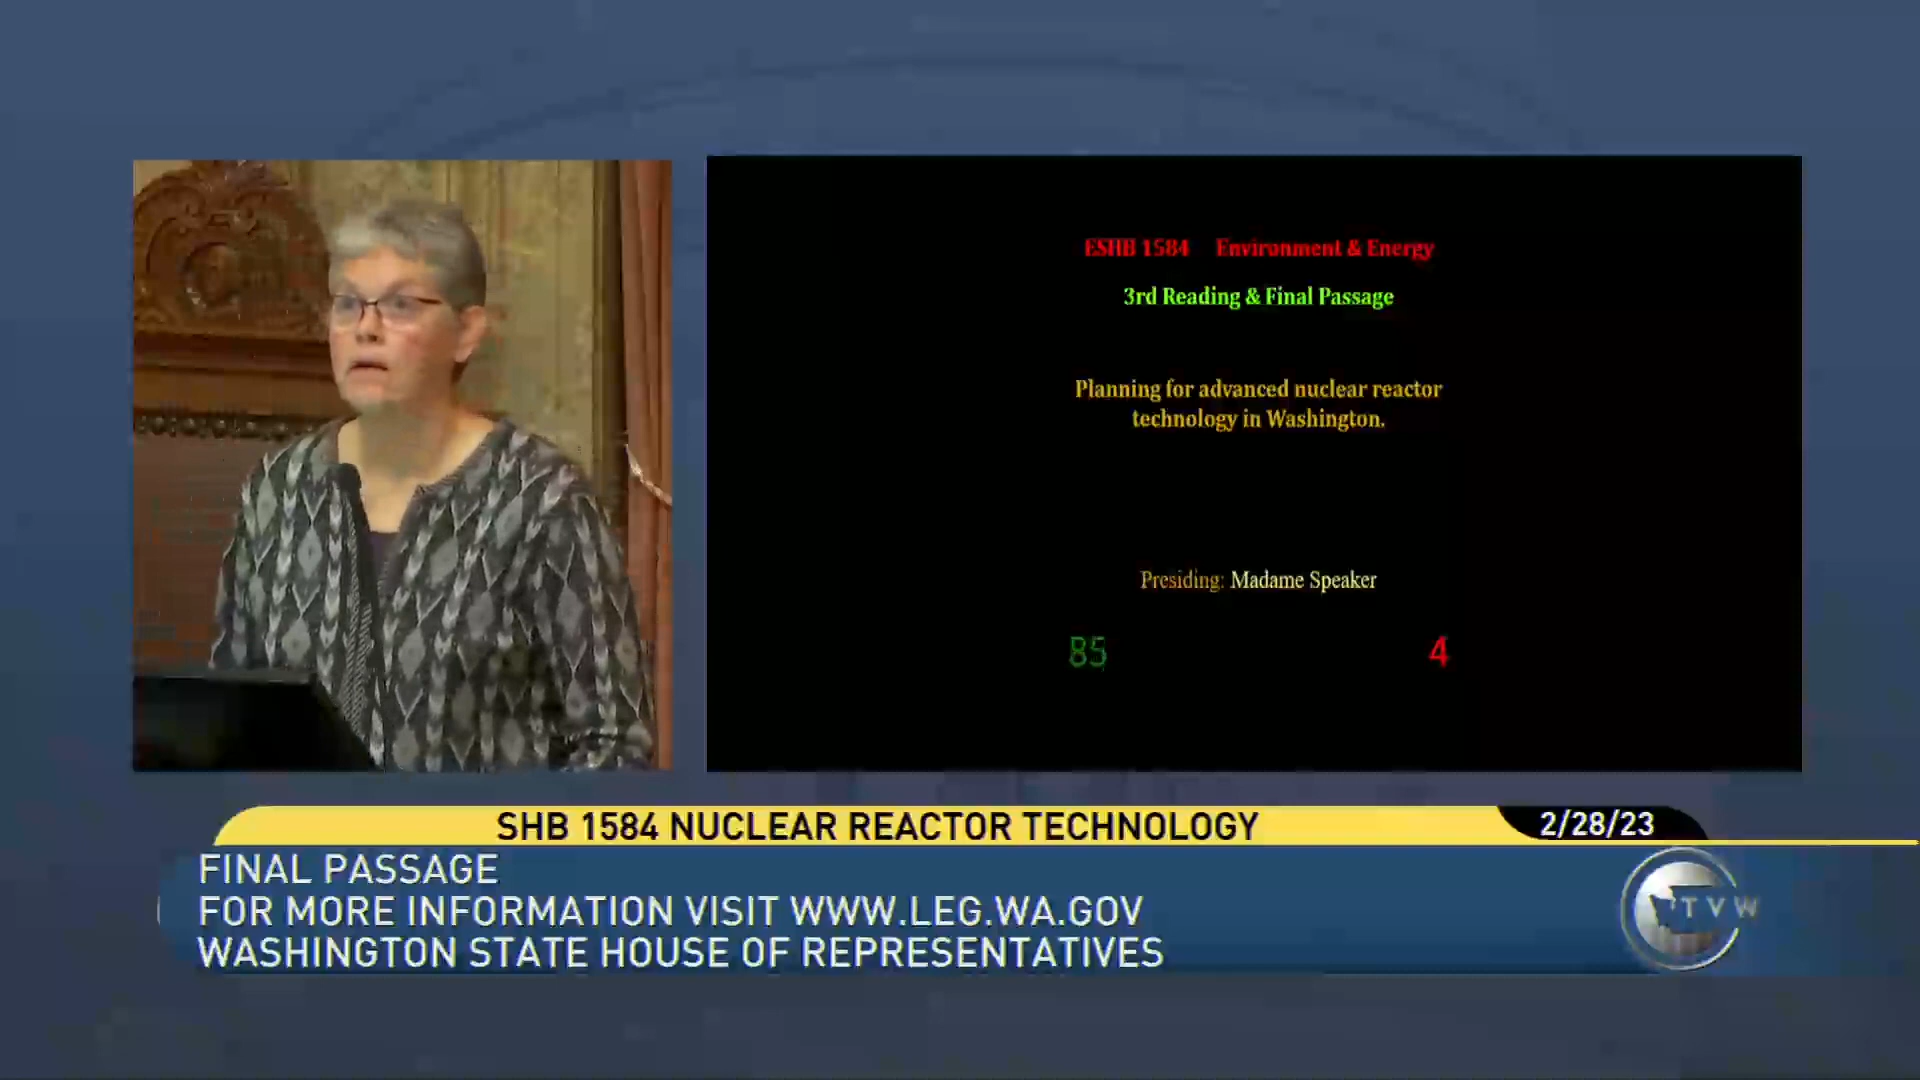 ESHB 1584 Environment & Energy
3rd Reading & Final Passage
Planning for advanced nuclear reactor
technology in Washington.
Presiding: Madame Speaker
85 4
SHB 1584 NUCLEAR REACTOR TECHNOLOGY
2/28/23
FINAL PASSAGE
FOR MORE INFORMATION VISIT WWW.LEG.WA.GOV
WASHINGTON STATE HOUSE OF REPRESENTATIVES
TVW